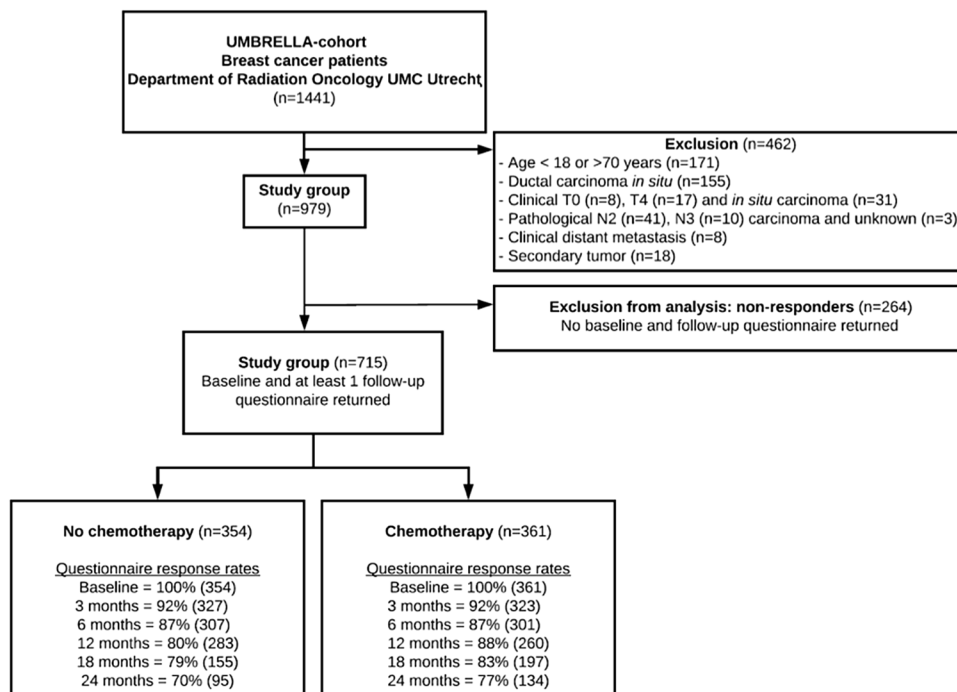 UMBRELLA-cohort
Breast cancer patients
Department of Radiation Oncology UMC Utrecht
(n=1441)
Exclusion (n=462)
- Age < 18 or >70 years (n=171)
- Ductal carcinoma in situ (n=155)
- Clinical T0 (n=8), T4 (n=17) and in situ carcinoma (n=31)
- Pathological N2 (n=41), N3 (n=10) carcinoma and unknown (n=3)
- Clinical distant metastasis (n=8)
- Secondary tumor (n=18)
Study group
(n=979)
Exclusion from analysis: non-responders (n=264)
No baseline and follow-up questionnaire returned
Study group (n=715)
Baseline and at least 1 follow-up
questionnaire returned
No chemotherapy (n=354)
Questionnaire response rates
Baseline = 100% (354)
3 months = 92% (327)
6 months = 87% (307)
12 months = 80% (283)
18 months = 79% (155)
24 months = 70% (95)
Chemotherapy (n=361)
Questionnaire response rates
Baseline = 100% (361)
3 months = 92% (323)
6 months = 87% (301)
12 months = 88% (260)
18 months = 83% (197)
24 months = 77% (134)